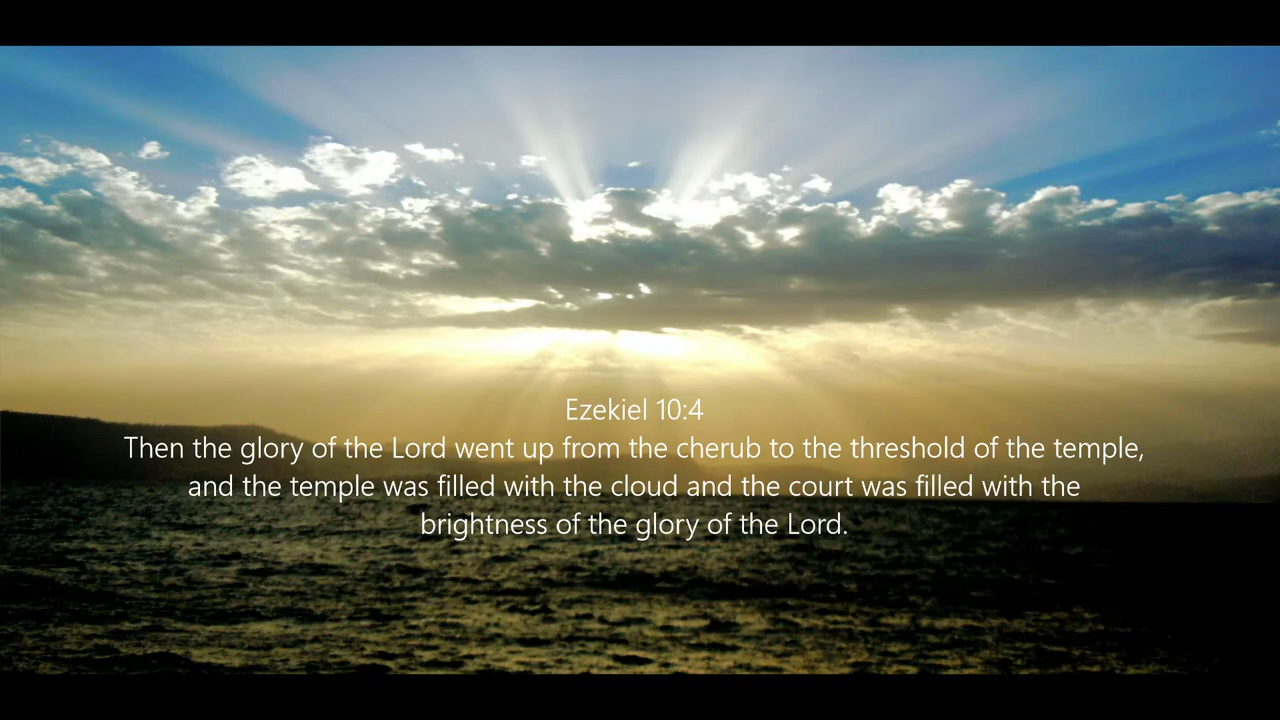 Ezekiel 10:4
Then the glory of the Lord went up from the cherub to the threshold of the temple,
and the temple was filled with the cloud and the court was filled with the
brightness of the glory of the Lord.